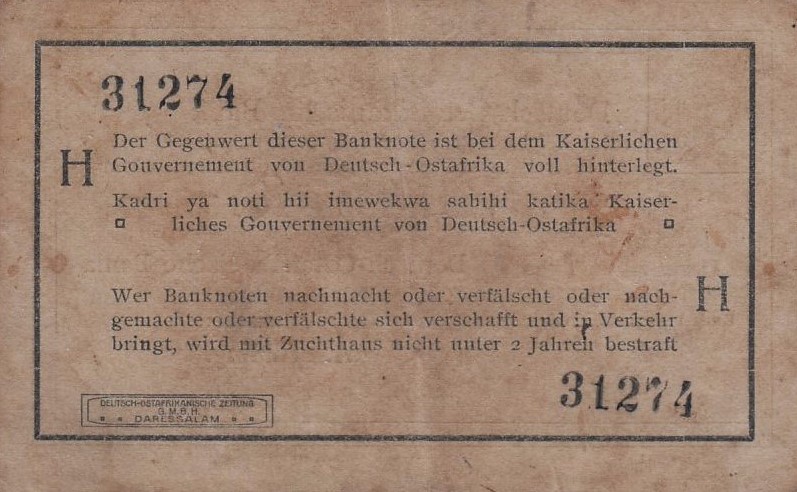 31274
Der Gegenwert dieser Banknote ist bei dem Kaiserlichen
H Gouvernement von Deutsch-Ostafrika voll hinterlegt.
Kadri ya noti hii imewekwa sahihi katika Kaiser-
liches Gouvernement von Deutsch-Ostafrika
Wer Banknoten nachmacht oder verfälscht oder nach- H
gemachte oder verfälschte sich verschafft und in Verkehr
bringt, wird mit Zuchthaus nicht unter 2 Jahren bestraft
31274
DEUTSCH-OSTAFRIKANISCHE ZEITUNG
G.M.B.H.
DARESSALAM